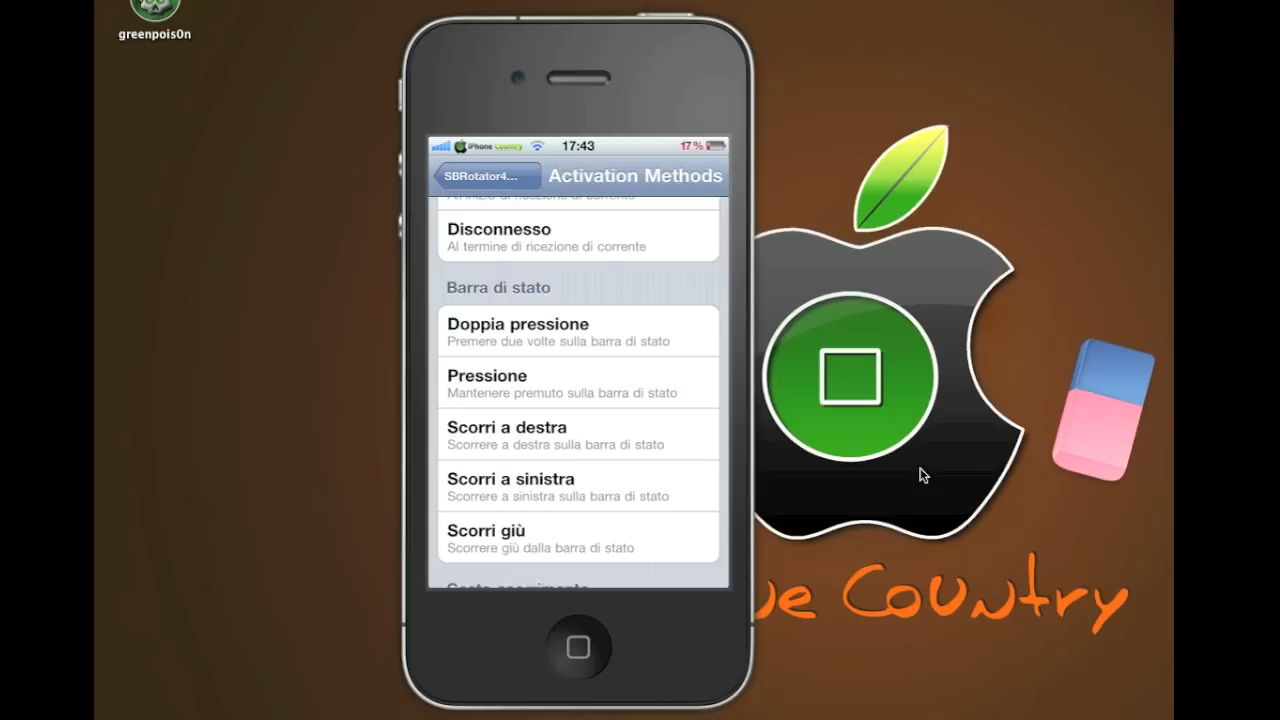 greenpois0n
iPhone Country 17:43 17%
SBRotator4... Activation Methods
Disconnesso
Al termine di ricezione di corrente
Barra di stato
Doppia pressione
Premere due volte sulla barra di stato
Pressione
Mantenere premuto sulla barra di stato
Scorri a destra
Scorrere a destra sulla barra di stato
Scorri a sinistra
Scorrere a sinistra sulla barra di stato
Scorri giù
Scorrere giù dalla barra di stato
Country